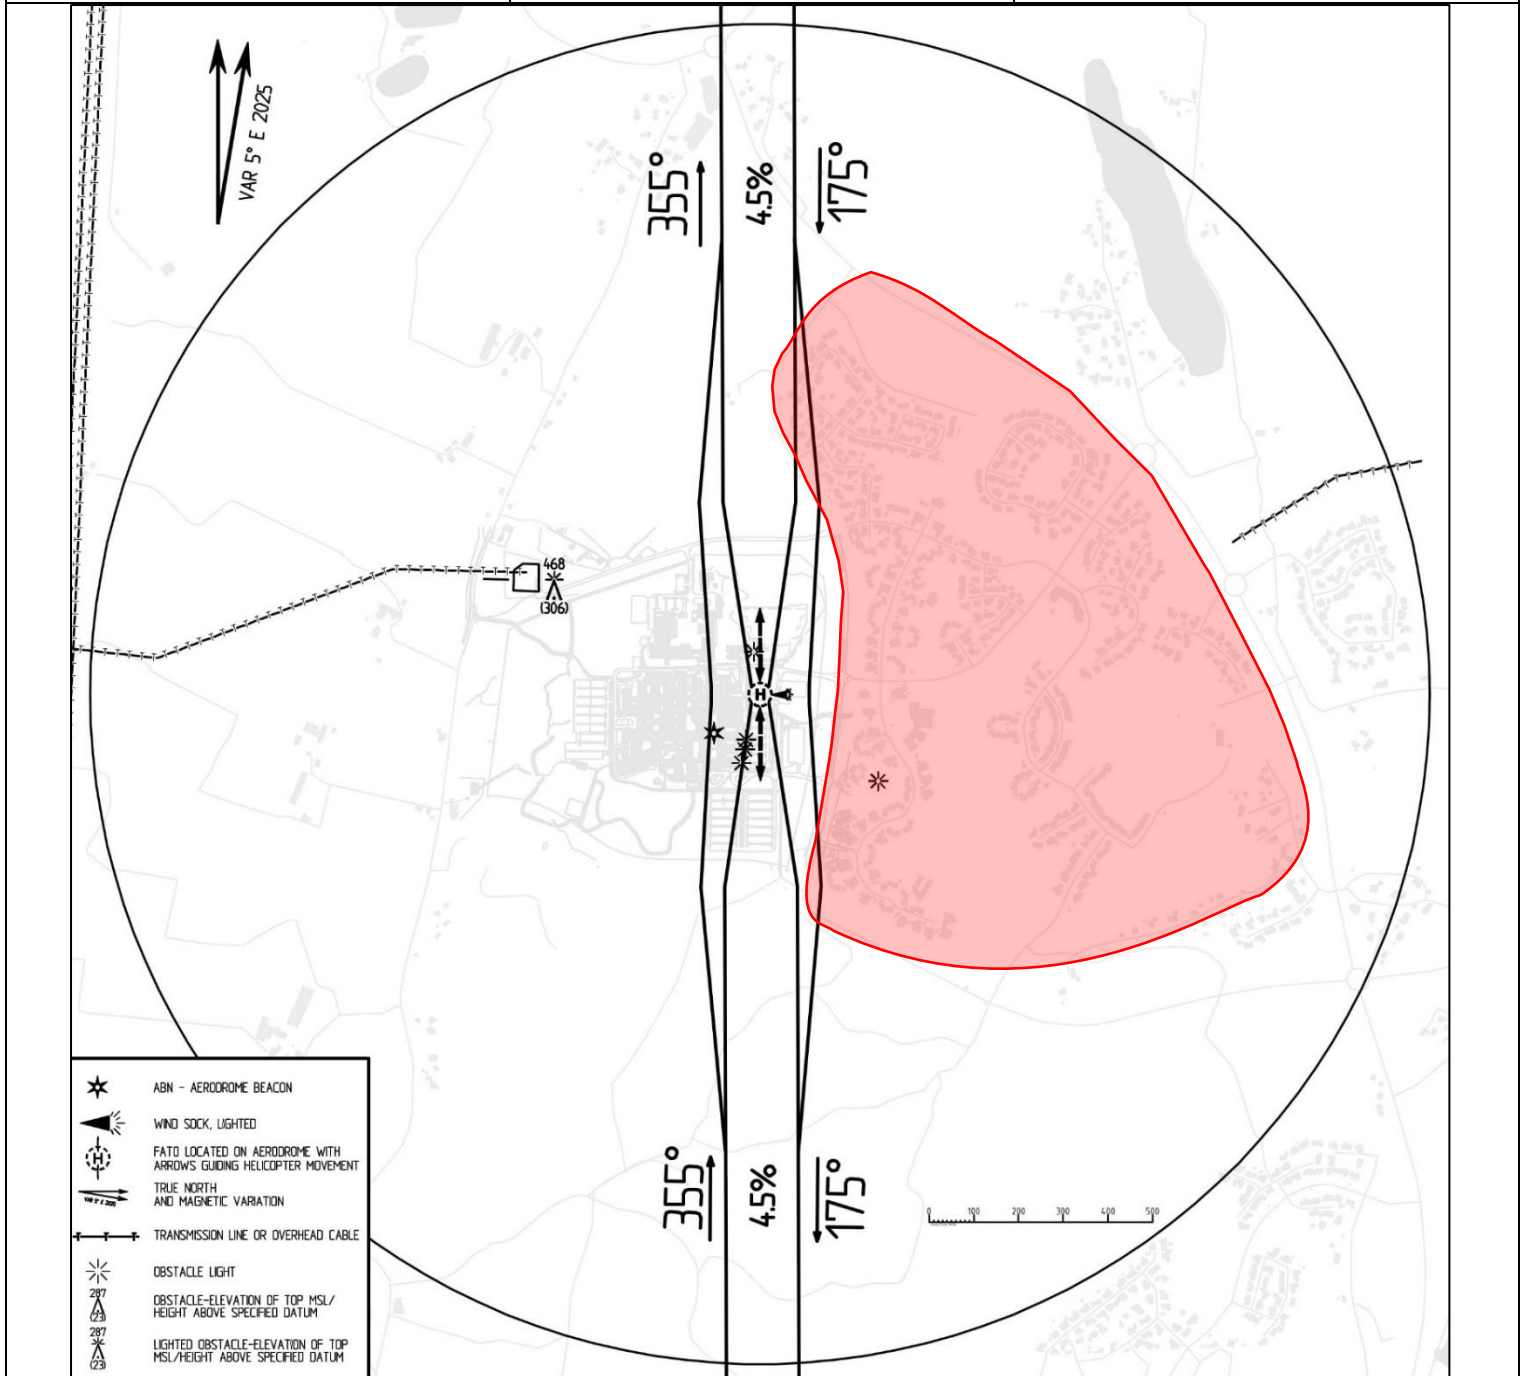 VAR 5° E 2025
355°
4.5%
175°
468
(306)
H
355°
4.5%
175°
0 100 200 300 400 500
ABN - AERODROME BEACON
WIND SOCK, LIGHTED
H
FATO LOCATED ON AERODROME WITH
ARROWS GUIDING HELICOPTER MOVEMENT
VAR 5° E 2025
TRUE NORTH
AND MAGNETIC VARIATION
TRANSMISSION LINE OR OVERHEAD CABLE
OBSTACLE LIGHT
287
(23)
OBSTACLE-ELEVATION OF TOP MSL/
HEIGHT ABOVE SPECIFIED DATUM
287
(23)
LIGHTED OBSTACLE-ELEVATION OF TOP
MSL/HEIGHT ABOVE SPECIFIED DATUM